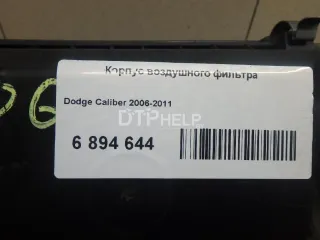 Корпус воздушного фильтра
Dodge Caliber 2006-2011
DTPHELP
6 894 644